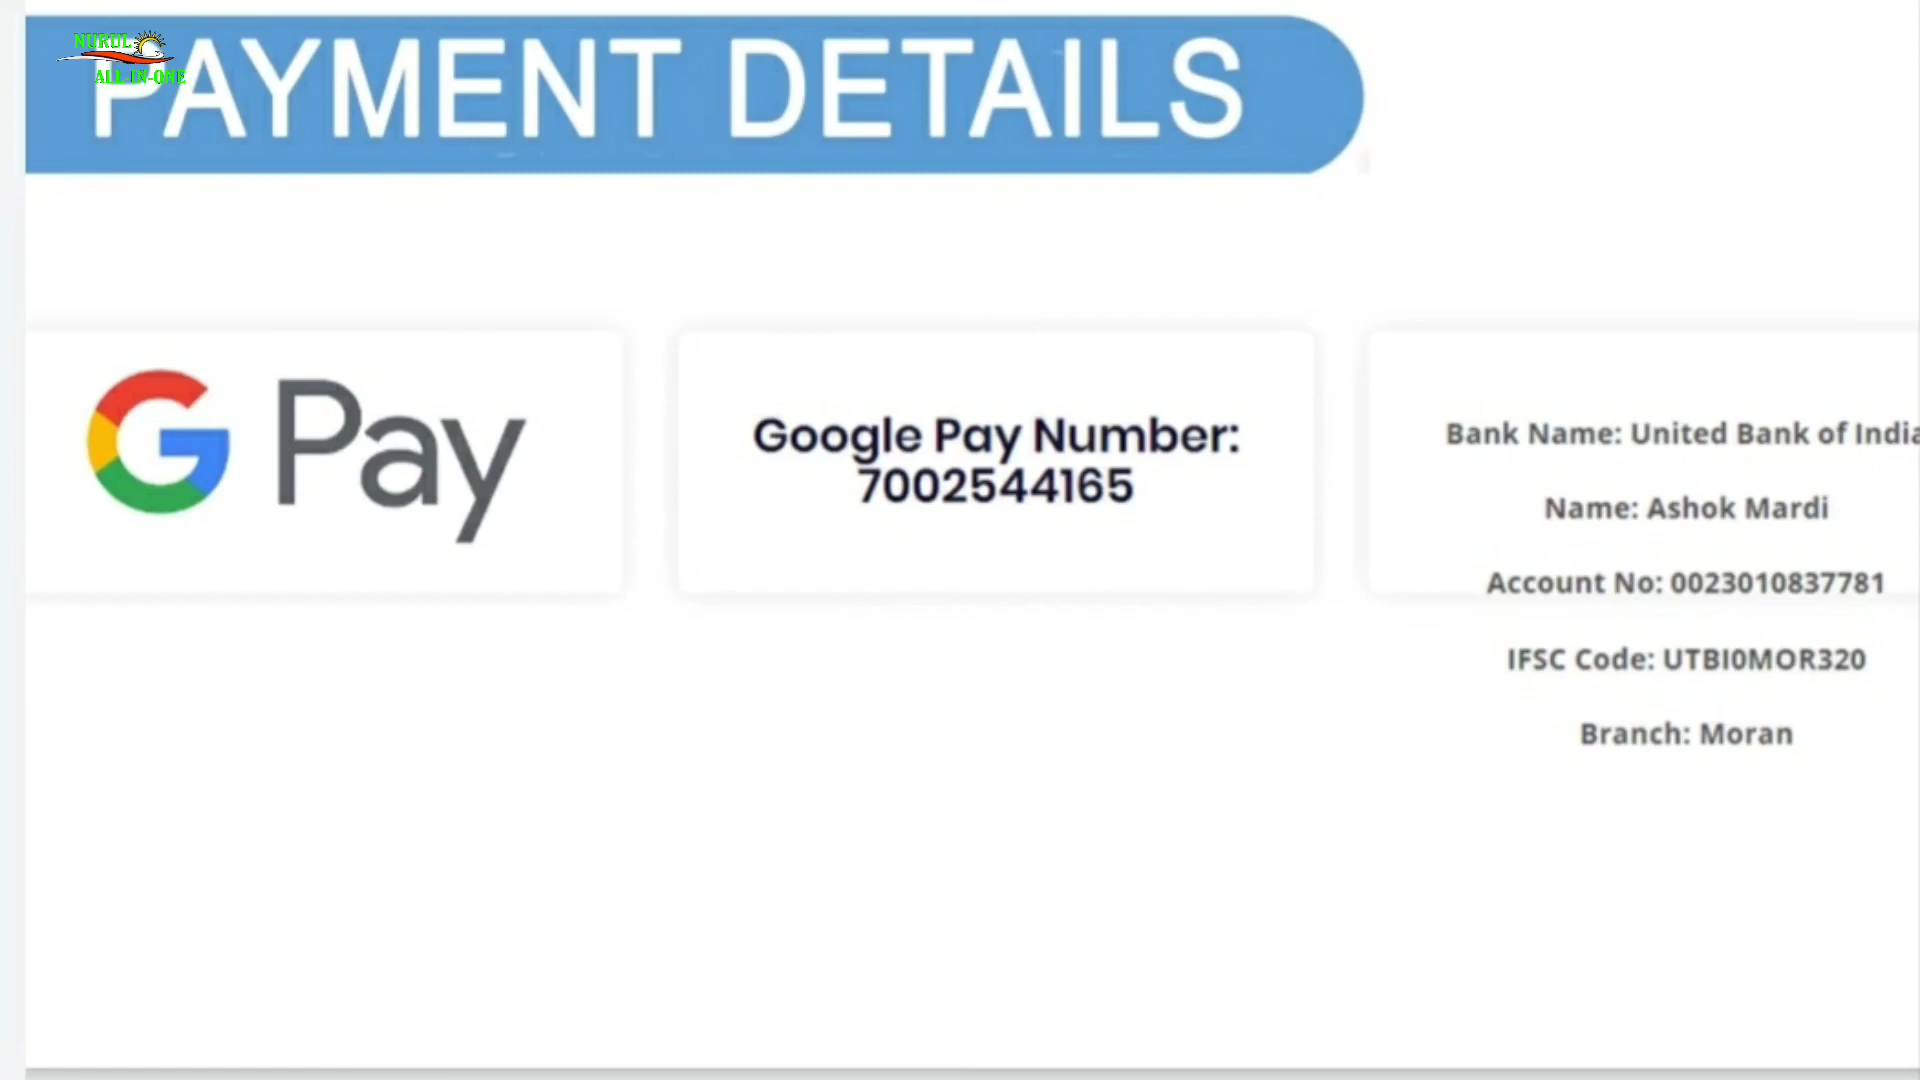 NURUL
ALL IN-ONE
PAYMENT DETAILS
G Pay
Google Pay Number:
7002544165
Bank Name: United Bank of India
Name: Ashok Mardi
Account No: 0023010837781
IFSC Code: UTBI0MOR320
Branch: Moran